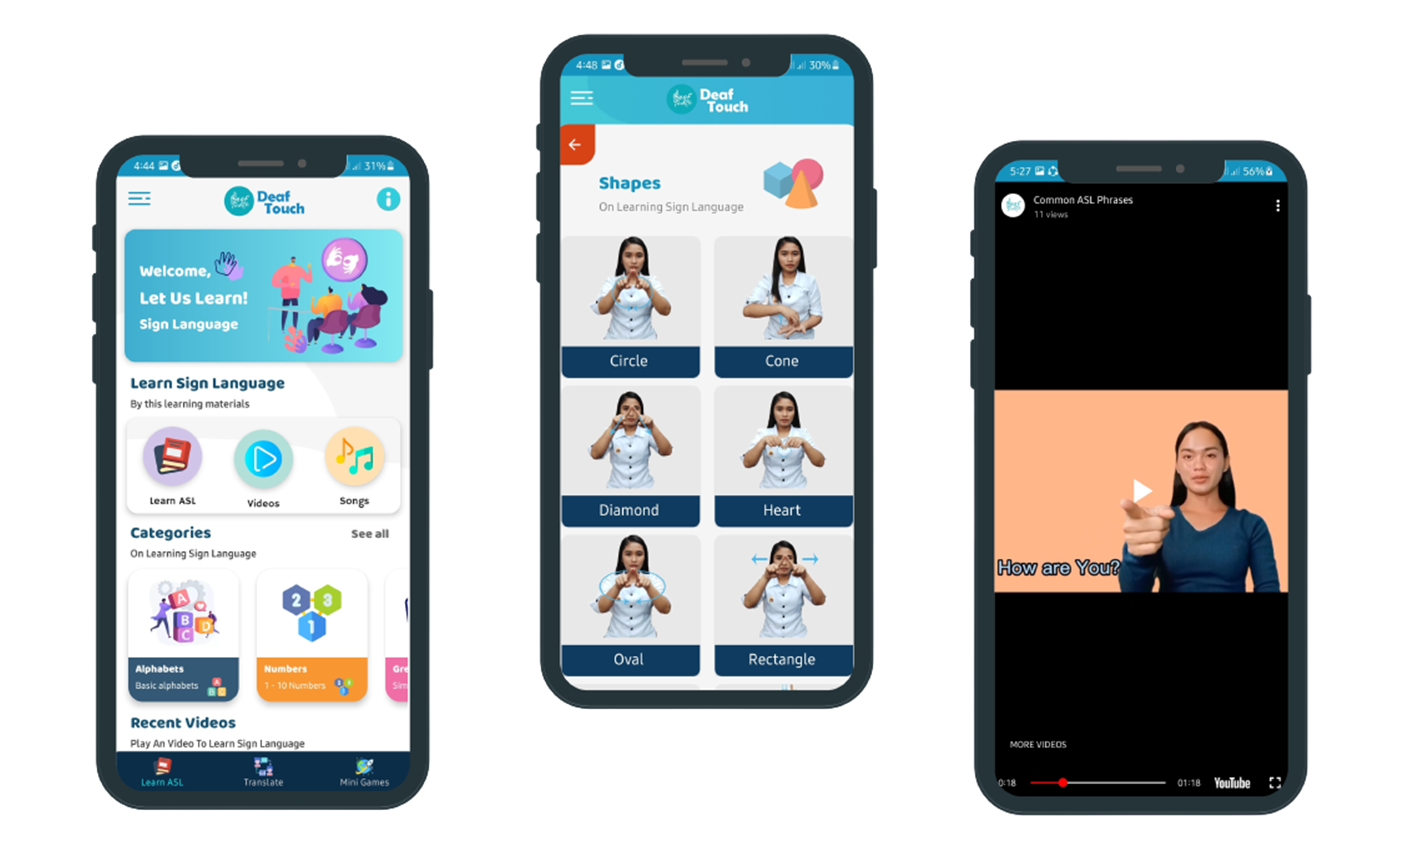 4:44
31%
Deaf
Touch
Welcome,
Let Us Learn!
Sign Language
Learn Sign Language
By this learning materials
Learn ASL
Videos
Songs
Categories
See all
On Learning Sign Language
A
B
C
D
2
3
1
Alphabets
Basic alphabets
Numbers
1 - 10 Numbers
Gre
Sim
Recent Videos
Play An Video To Learn Sign Language
Learn ASL
Translate
Mini Games
4:48
30%
Deaf
Touch
Shapes
On Learning Sign Language
Circle
Cone
Diamond
Heart
Oval
Rectangle
5:27
56%
Common ASL Phrases
11 views
How are You?
MORE VIDEOS
0:18
01:18
YouTube